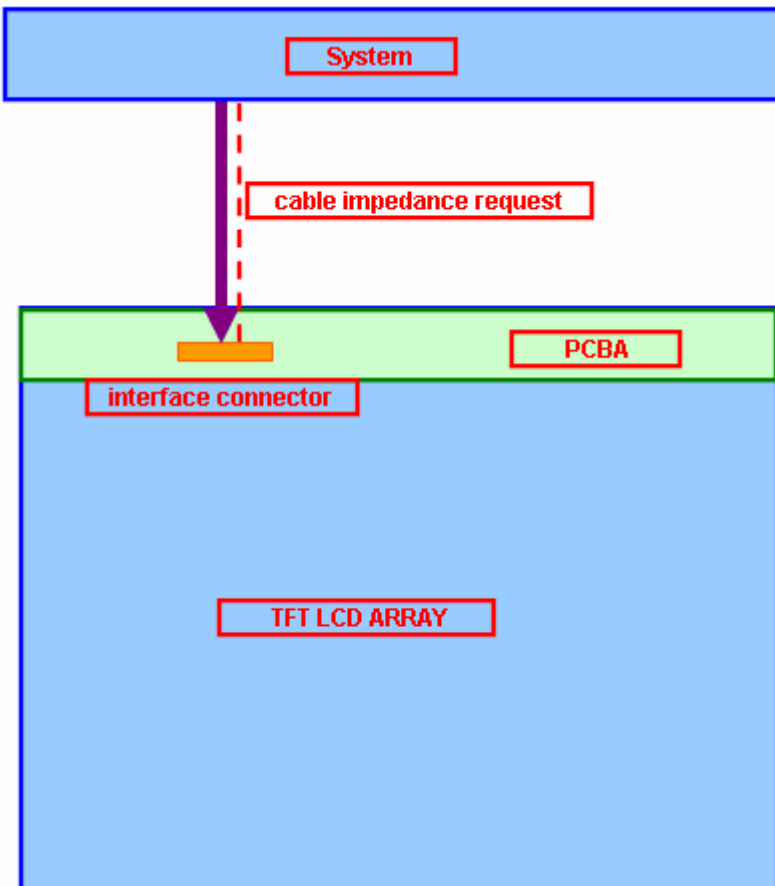 System
cable impedance request
PCBA
interface connector
TFT LCD ARRAY